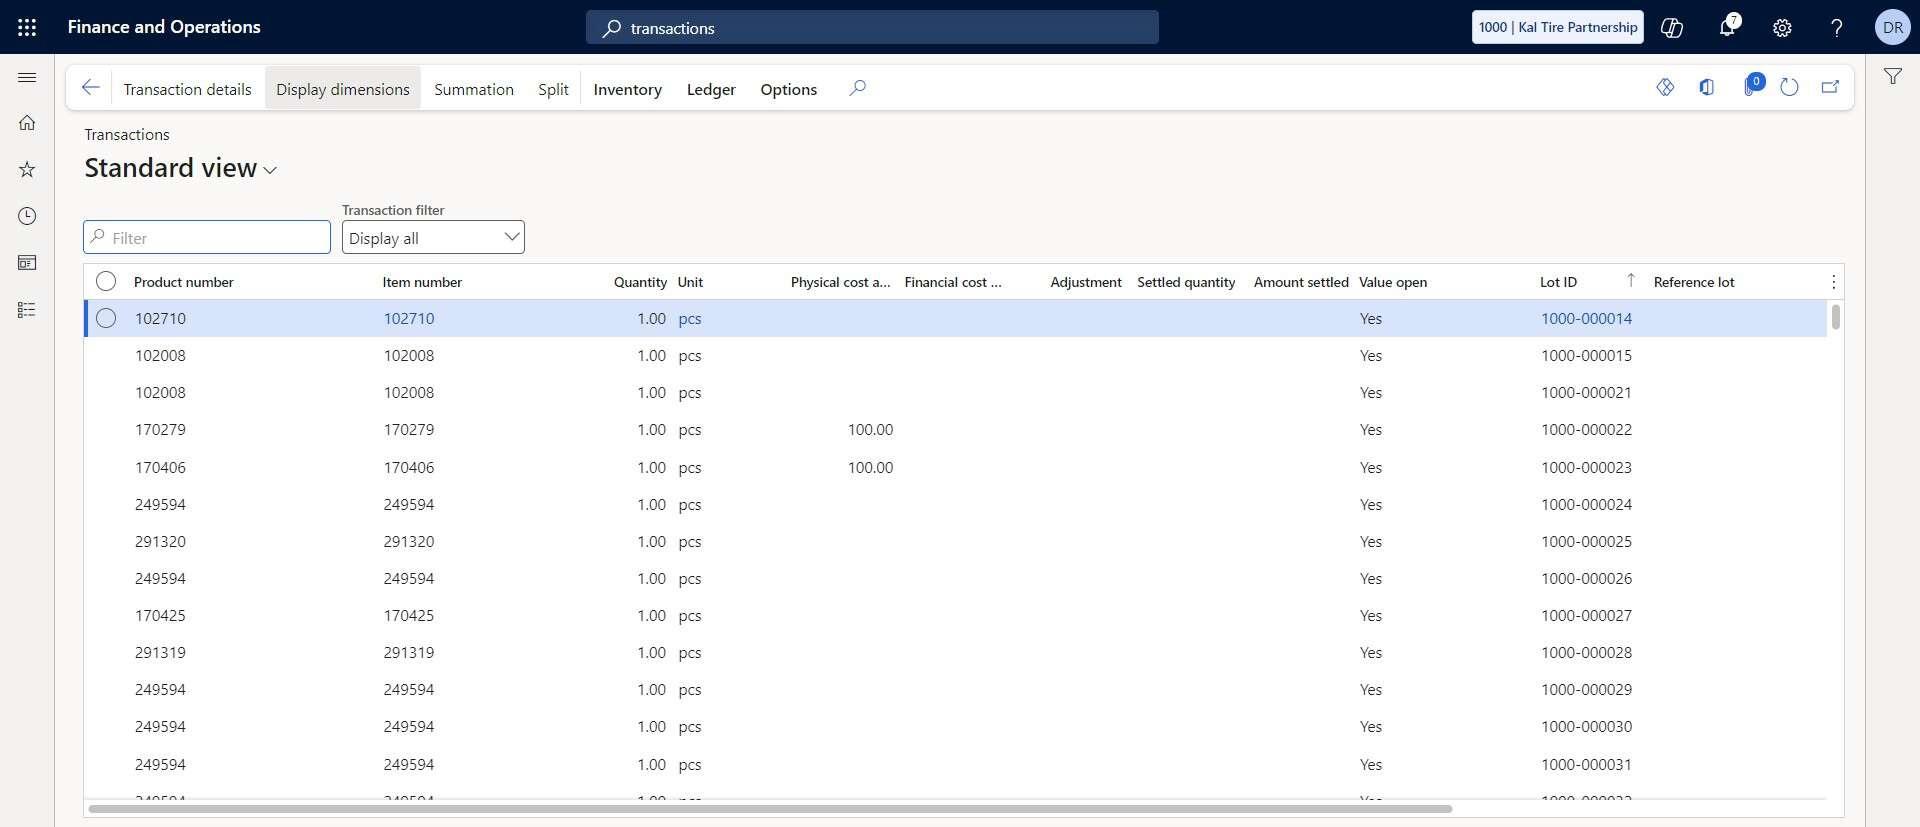 Finance and Operations
transactions
1000 | Kal Tire Partnership
7
DR
Transaction details
Display dimensions
Summation
Split
Inventory
Ledger
Options
0
Transactions
Standard view
Transaction filter
Filter
Display all
Product number Item number Quantity Unit Physical cost a... Financial cost ... Adjustment Settled quantity Amount settled Value open Lot ID Reference lot
102710 102710 1.00 pcs Yes 1000-000014
102008 102008 1.00 pcs Yes 1000-000015
102008 102008 1.00 pcs Yes 1000-000021
170279 170279 1.00 pcs 100.00 Yes 1000-000022
170406 170406 1.00 pcs 100.00 Yes 1000-000023
249594 249594 1.00 pcs Yes 1000-000024
291320 291320 1.00 pcs Yes 1000-000025
249594 249594 1.00 pcs Yes 1000-000026
170425 170425 1.00 pcs Yes 1000-000027
291319 291319 1.00 pcs Yes 1000-000028
249594 249594 1.00 pcs Yes 1000-000029
249594 249594 1.00 pcs Yes 1000-000030
249594 249594 1.00 pcs Yes 1000-000031